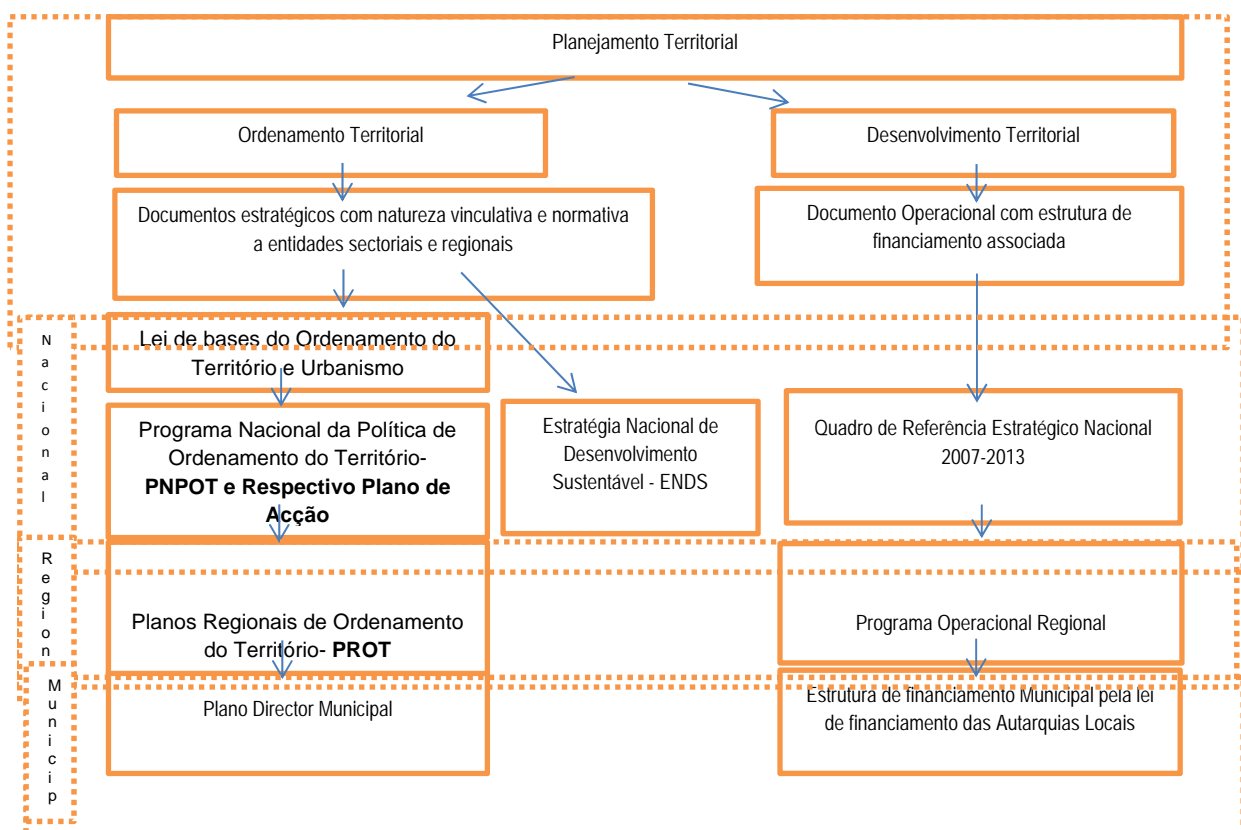 Planejamento Territorial
Ordenamento Territorial
Desenvolvimento Territorial
Documentos estratégicos com natureza vinculativa e normativa
a entidades sectoriais e regionais
Documento Operacional com estrutura de
financiamento associada
Nacional
Lei de bases do Ordenamento do
Território e Urbanismo
Programa Nacional da Política de
Ordenamento do Território-
PNPOT e Respectivo Plano de
Acção
Estratégia Nacional de
Desenvolvimento
Sustentável - ENDS
Quadro de Referência Estratégico Nacional
2007-2013
Region
Planos Regionais de Ordenamento
do Território- PROT
Programa Operacional Regional
Municip
Plano Director Municipal
Estrutura de financiamento Municipal pela lei
de financiamento das Autarquias Locais